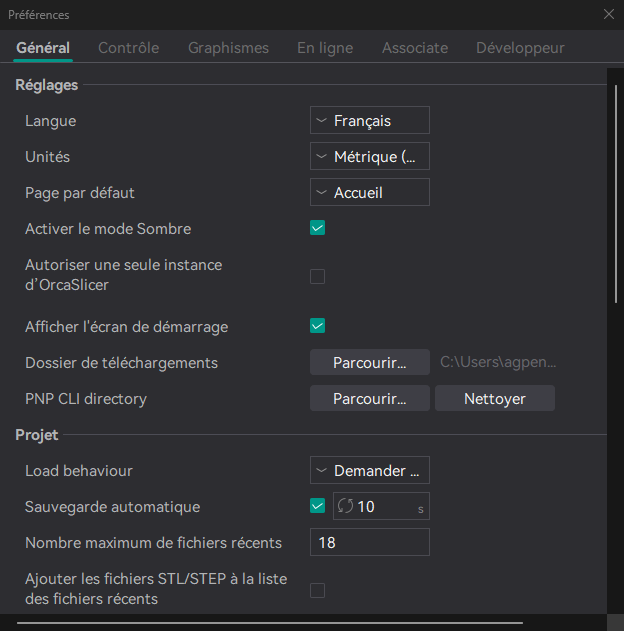 Préférences
Général Contrôle Graphismes En ligne Associate Développeur
Réglages
Langue Français
Unités Métrique (...
Page par défaut Accueil
Activer le mode Sombre
Autoriser une seule instance
d'OrcaSlicer
Afficher l'écran de démarrage
Dossier de téléchargements Parcourir... C:\Users\agpen...
PNP CLI directory Parcourir... Nettoyer
Projet
Load behaviour Demander ...
Sauvegarde automatique 10 s
Nombre maximum de fichiers récents 18
Ajouter les fichiers STL/STEP à la liste
des fichiers récents